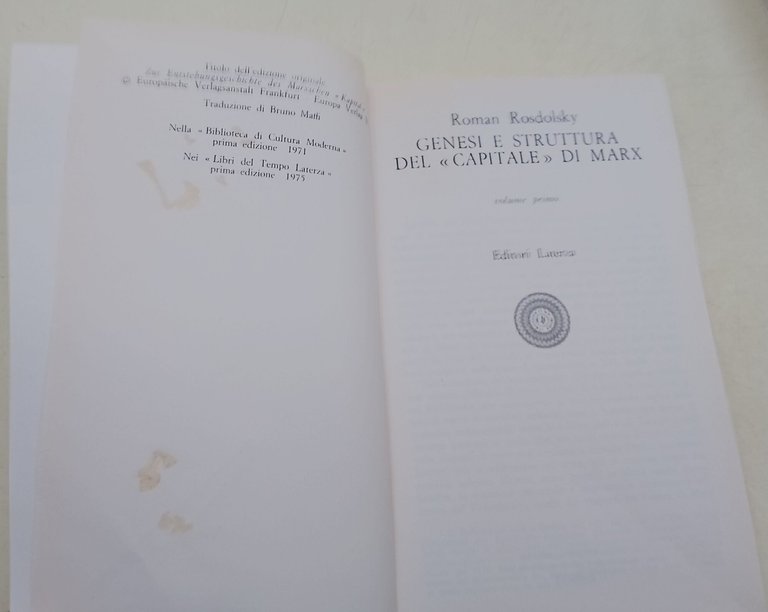 Titolo dell'edizione originale
Zur Entstehungsgeschichte des Marxschen « Kapital »
© Europäische Verlagsanstalt Frankfurt Europa Verlag
Traduzione di Bruno Maffi
Nella « Biblioteca di Cultura Moderna »
prima edizione 1971
Nei « Libri del Tempo Laterza »
prima edizione 1975
Roman Rosdolsky
GENESI E STRUTTURA
DEL « CAPITALE » DI MARX
volume primo
Editori Laterza